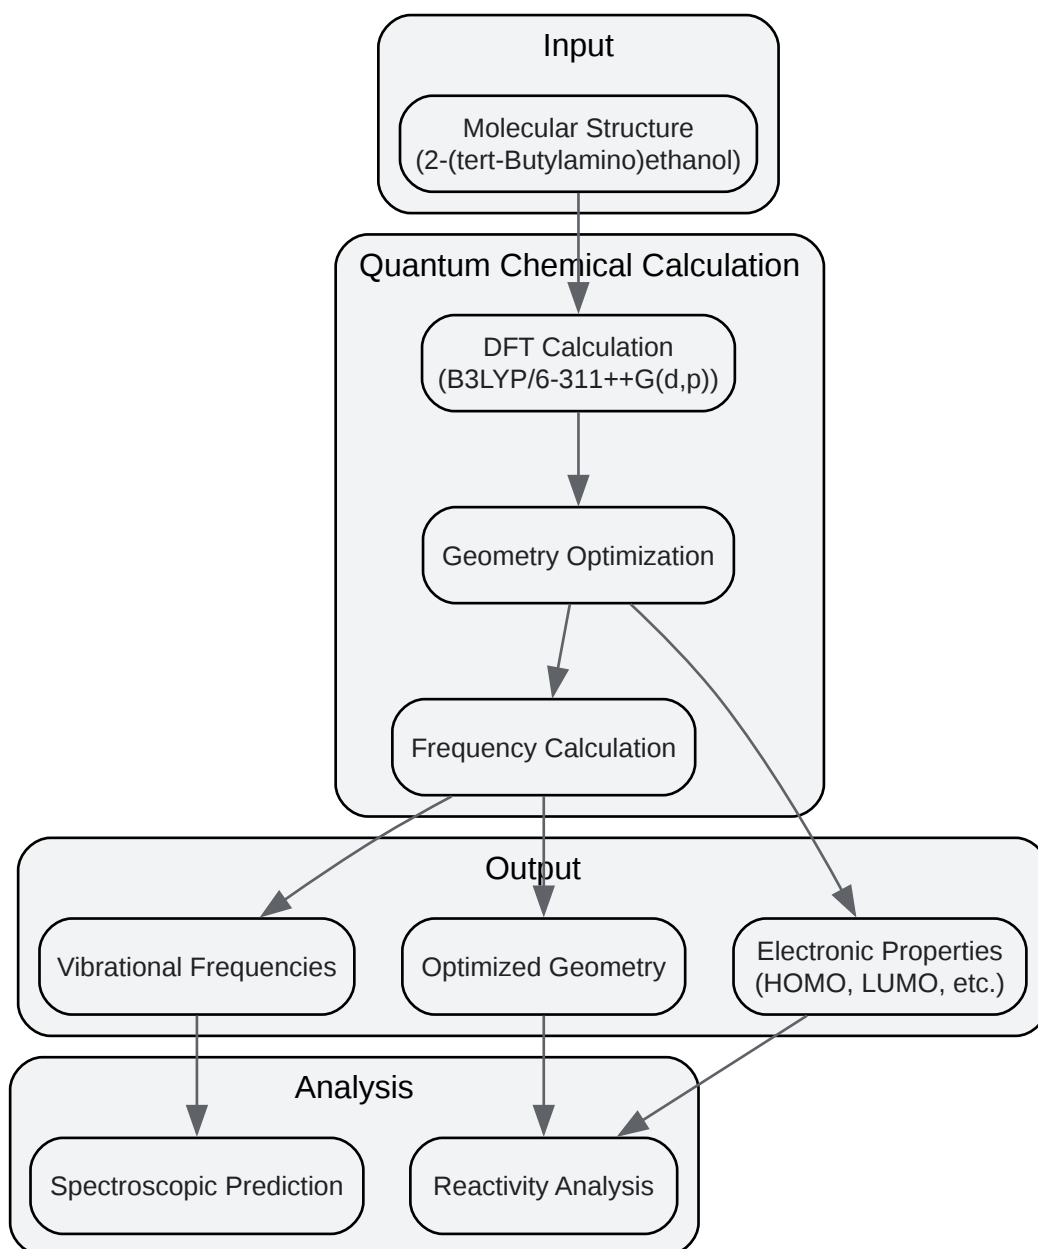 Input
Molecular Structure
(2-(tert-Butylamino)ethanol)
Quantum Chemical Calculation
DFT Calculation
(B3LYP/6-311++G(d,p))
Geometry Optimization
Frequency Calculation
Output
Vibrational Frequencies
Optimized Geometry
Electronic Properties
(HOMO, LUMO, etc.)
Analysis
Spectroscopic Prediction
Reactivity Analysis